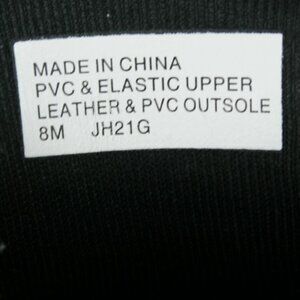 MADE IN CHINA
PVC & ELASTIC UPPER
LEATHER & PVC OUTSOLE
8M JH21G